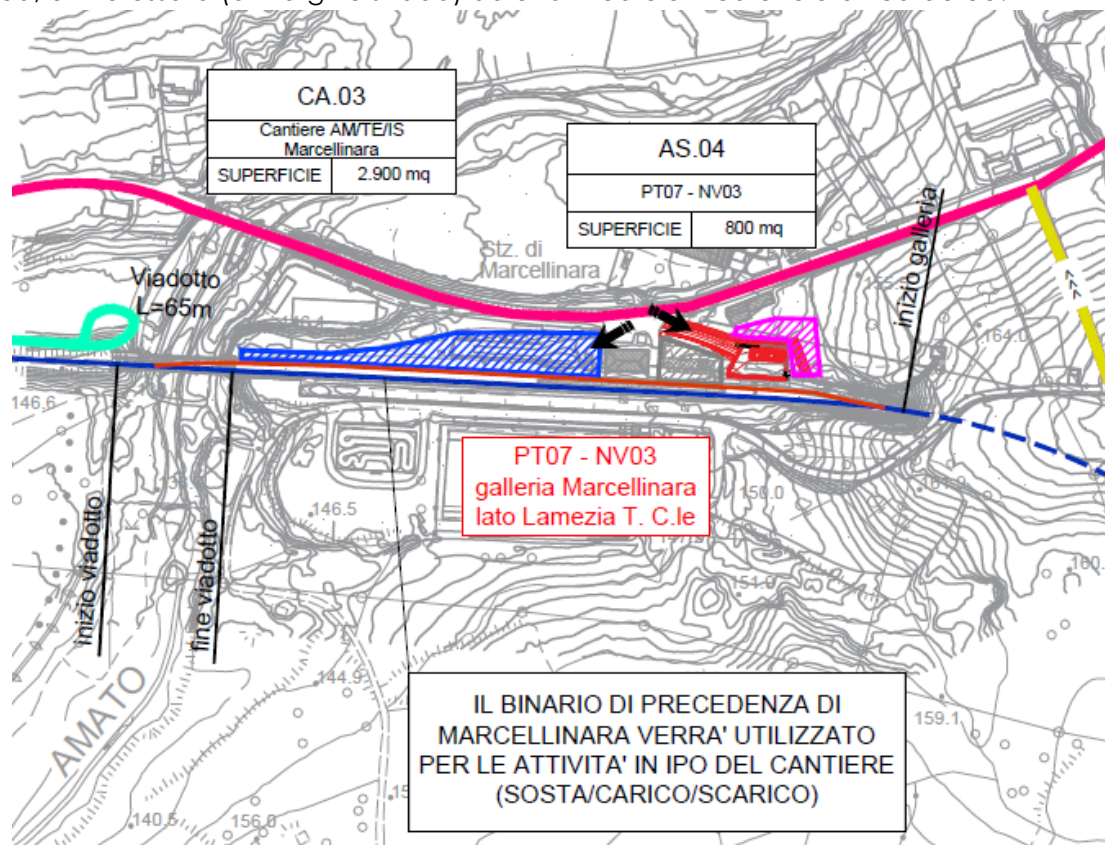 CA.03
Cantiere AM/TE/IS
Marcellinara
SUPERFICIE 2.900 mq
AS.04
PT07 - NV03
SUPERFICIE 800 mq
Stz. di
Marcellinara
Viadotto
L=65m
inizio galleria
164.0
146.1
146.6
PT07 - NV03
galleria Marcellinara
lato Lamezia T. C.le
146.5
150.0
151.0
inizio viadotto
fine viadotto
AMATO
144.9
140.5
156.0
159.1
IL BINARIO DI PRECEDENZA DI
MARCELLINARA VERRA' UTILIZZATO
PER LE ATTIVITA' IN IPO DEL CANTIERE
(SOSTA/CARICO/SCARICO)